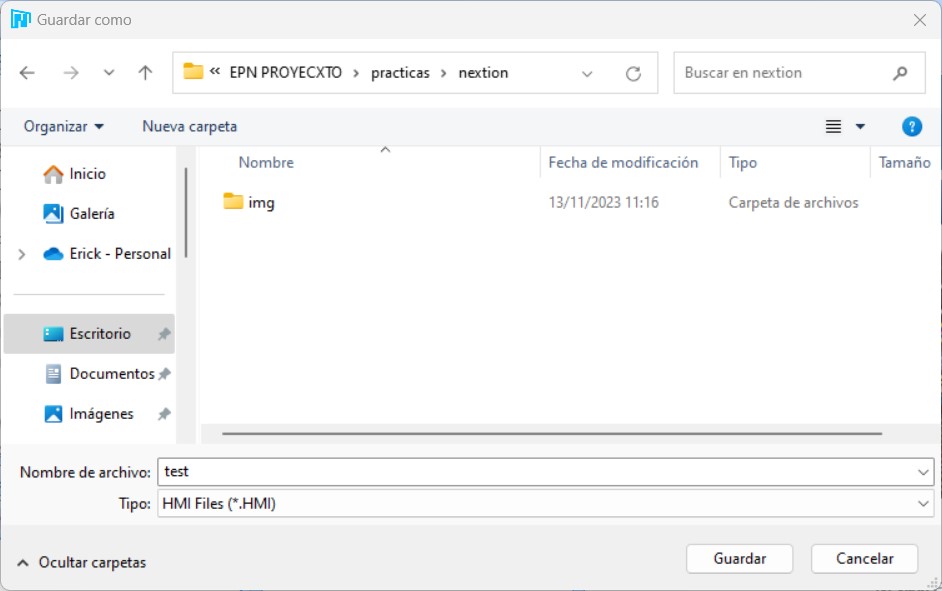 Guardar como
« EPN PROYECXTO > practicas > nextion
Buscar en nextion
Organizar
Nueva carpeta
Nombre
Fecha de modificación
Tipo
Tamaño
Inicio
Galería
Erick - Personal
Escritorio
Documentos
Imágenes
img
13/11/2023 11:16
Carpeta de archivos
Nombre de archivo: test
Tipo: HMI Files (*.HMI)
Ocultar carpetas
Guardar
Cancelar